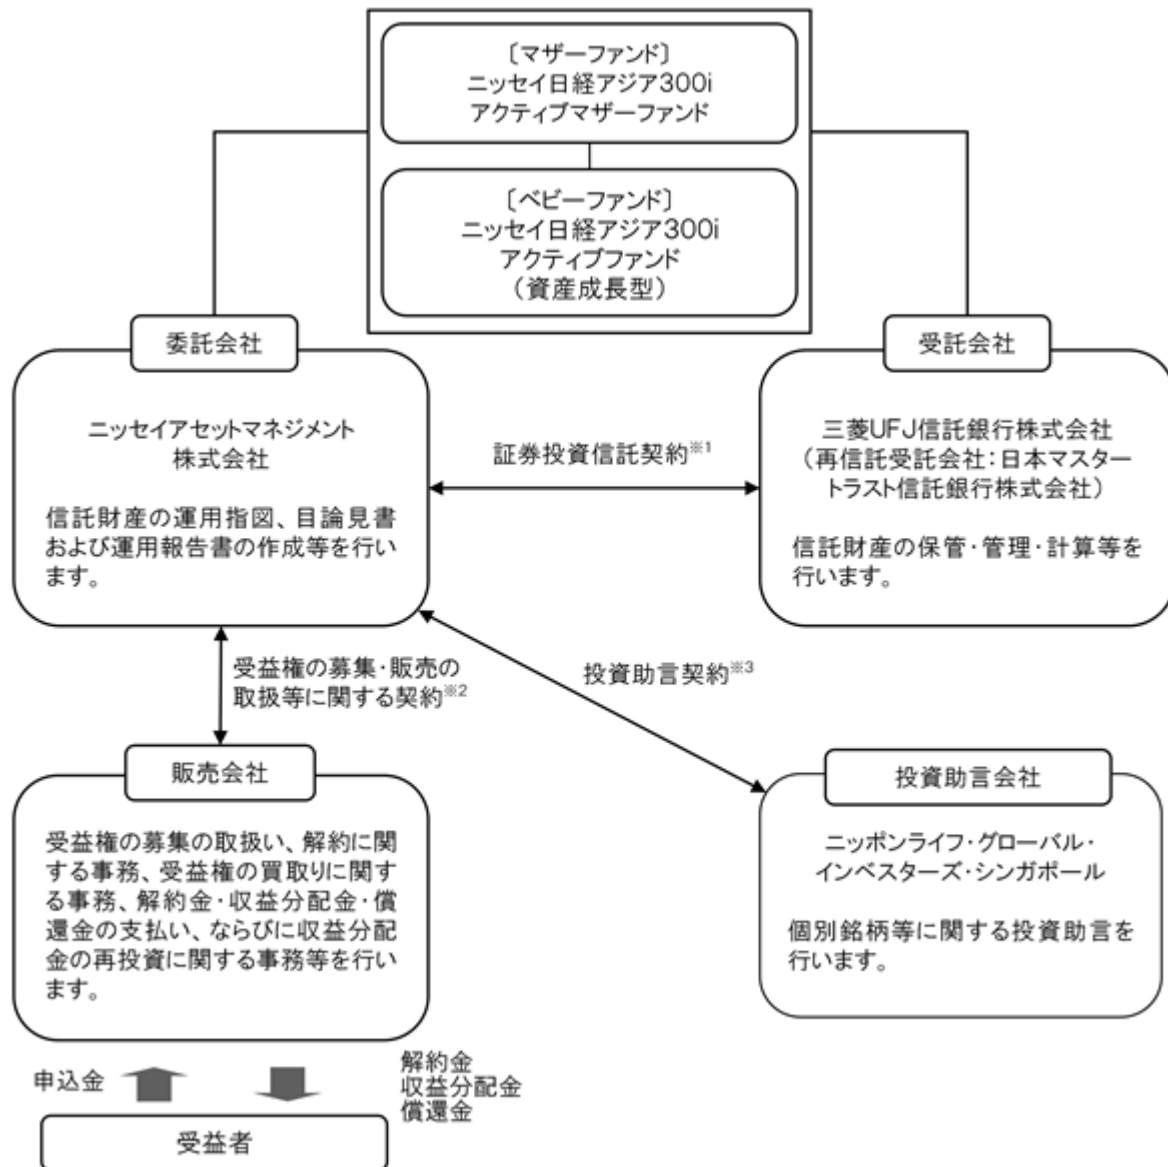 〔マザーファンド〕
ニッセイ日経アジア300i
アクティブマザーファンド
〔ベビーファンド〕
ニッセイ日経アジア300i
アクティブファンド
（資産成長型）
委託会社
ニッセイアセットマネジメント
株式会社
信託財産の運用指図、目論見書
および運用報告書の作成等を行い
ます。
証券投資信託契約※1
受託会社
三菱UFJ信託銀行株式会社
（再信託受託会社：日本マスター
トラスト信託銀行株式会社）
信託財産の保管・管理・計算等を
行います。
受益権の募集・販売の
取扱等に関する契約※2
投資助言契約※3
販売会社
受益権の募集の取扱い、解約に関
する事務、受益権の買取りに関す
る事務、解約金・収益分配金・償
還金の支払い、ならびに収益分配
金の再投資に関する事務等を行い
ます。
投資助言会社
ニッポンライフ・グローバル・
インベスターズ・シンガポール
個別銘柄等に関する投資助言を
行います。
申込金
解約金
収益分配金
償還金
受益者